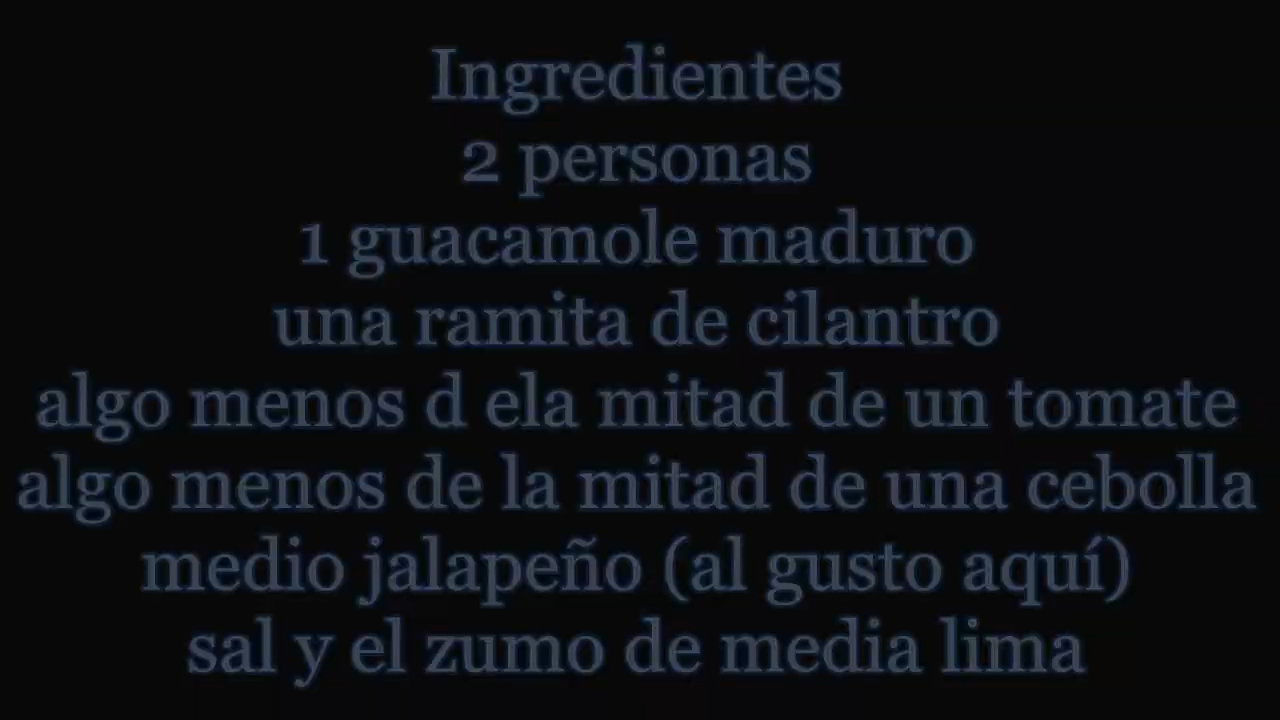 Ingredientes
2 personas
1 guacamole maduro
una ramita de cilantro
algo menos d ela mitad de un tomate
algo menos de la mitad de una cebolla
medio jalapeño (al gusto aquí)
sal y el zumo de media lima